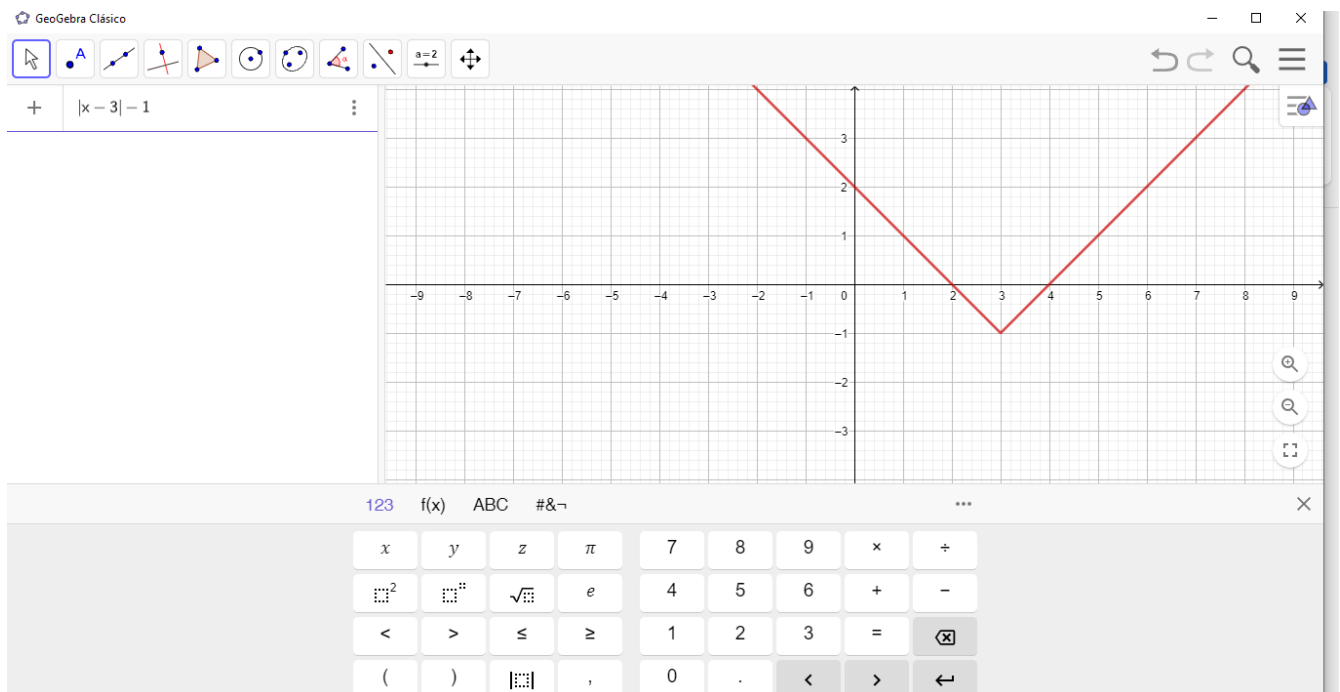 GeoGebra Clásico
A
α
a=2
+
|x − 3| − 1
3
2
1
−9 −8 −7 −6 −5 −4 −3 −2 −1 0 1 2 3 4 5 6 7 8 9
−1
−2
−3
123 f(x) ABC #&¬
x y z π 7 8 9 × ÷
2 √ e 4 5 6 + −
< > ≤ ≥ 1 2 3 =
( ) | | , 0 . < >